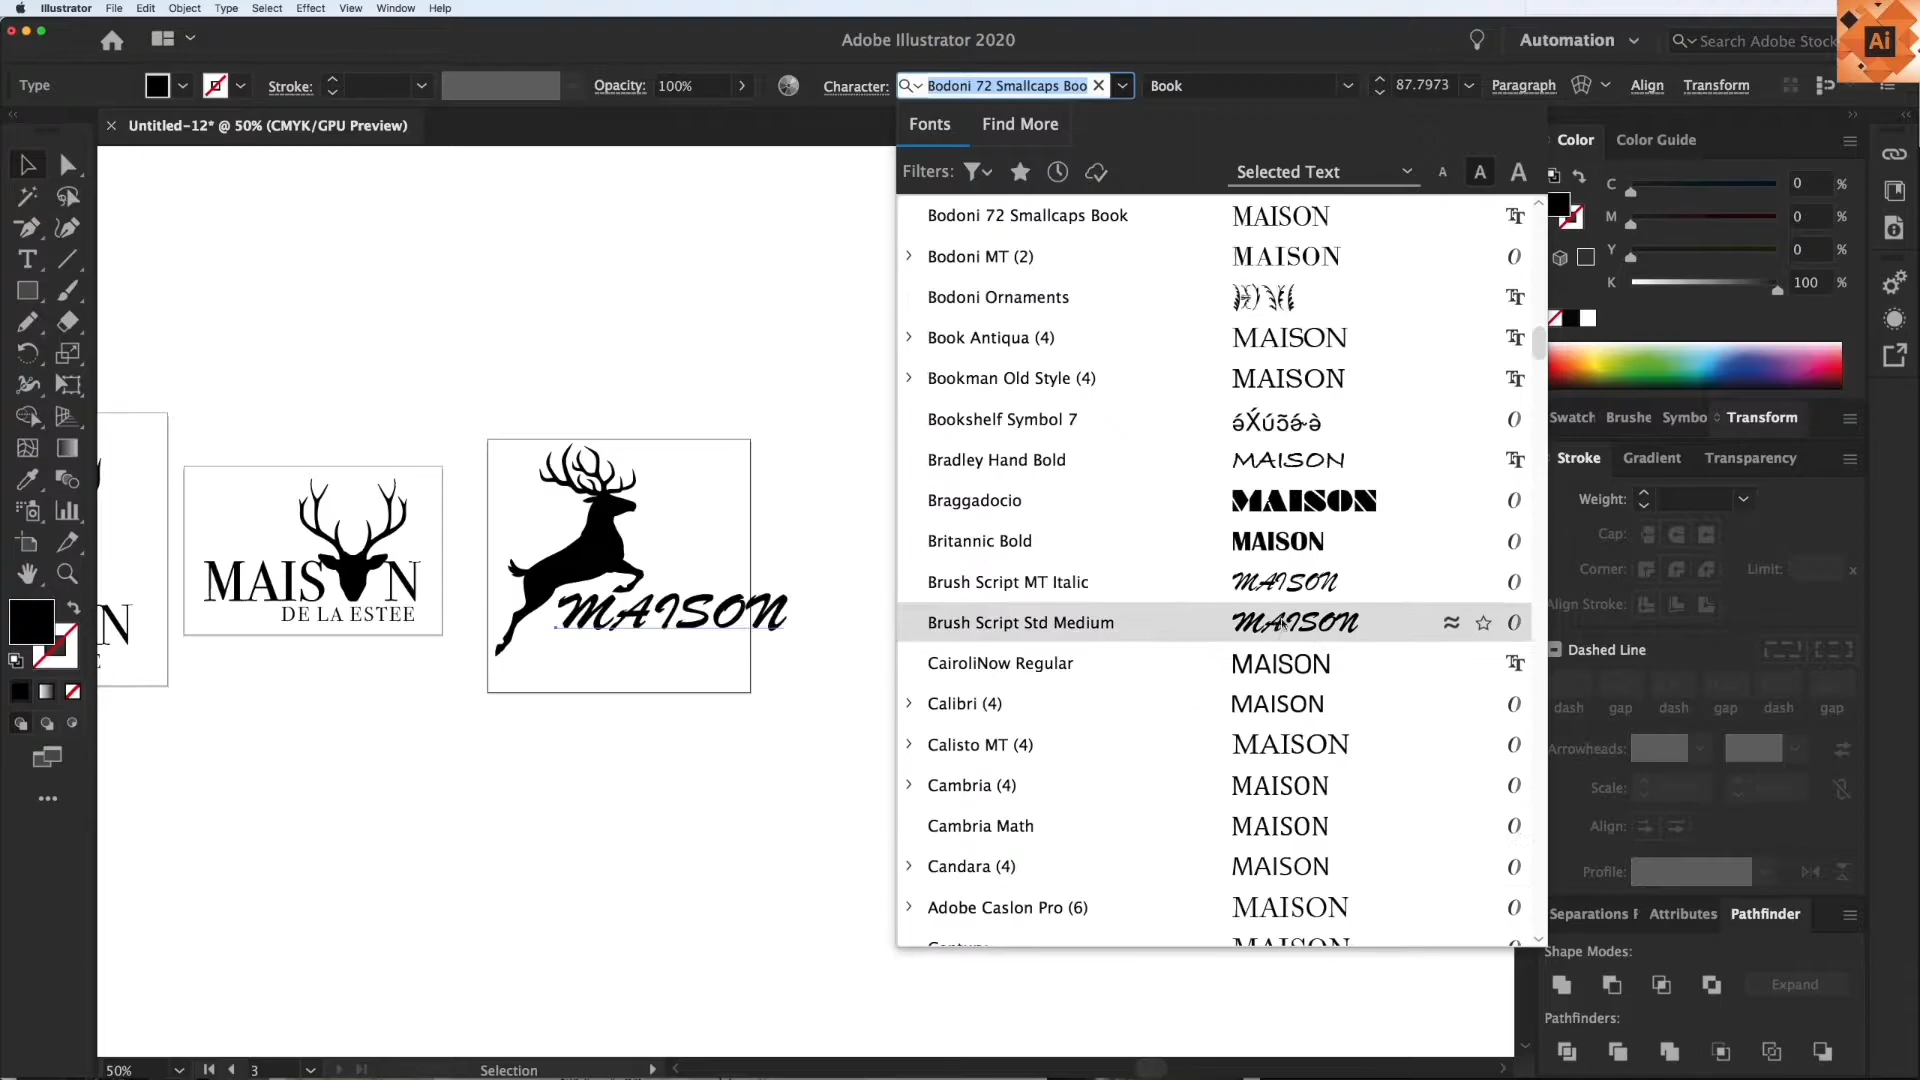 Illustrator File Edit Object Type Select Effect View Window Help
Adobe Illustrator 2020
Automation
Search Adobe Stock
Ai
Type
Stroke:
Opacity: 100%
Character: Bodoni 72 Smallcaps Boo
Book
87.7973
Paragraph
Align
Transform
Untitled-12* @ 50% (CMYK/GPU Preview)
Fonts Find More
Filters:
Selected Text
A A A
Bodoni 72 Smallcaps Book MAISON
Bodoni MT (2) MAISON
Bodoni Ornaments
Book Antiqua (4) MAISON
Bookman Old Style (4) MAISON
Bookshelf Symbol 7
Bradley Hand Bold MAISON
Braggadocio MAISON
Britannic Bold MAISON
Brush Script MT Italic MAISON
Brush Script Std Medium MAISON
CairoliNow Regular MAISON
Calibri (4) MAISON
Calisto MT (4) MAISON
Cambria (4) MAISON
Cambria Math MAISON
Candara (4) MAISON
Adobe Caslon Pro (6) MAISON
N
E
MAIS N
DE LA ESTEE
MAISON
Color Color Guide
C 0 %
M 0 %
Y 0 %
K 100 %
Swatch Brushe Symbo Transform
Stroke Gradient Transparency
Weight:
Cap:
Corner: Limit: x
Align Stroke:
Dashed Line
dash gap dash gap dash gap
Arrowheads:
Scale:
Align:
Profile:
Separations F Attributes Pathfinder
Shape Modes:
Expand
Pathfinders:
50%
3
Selection